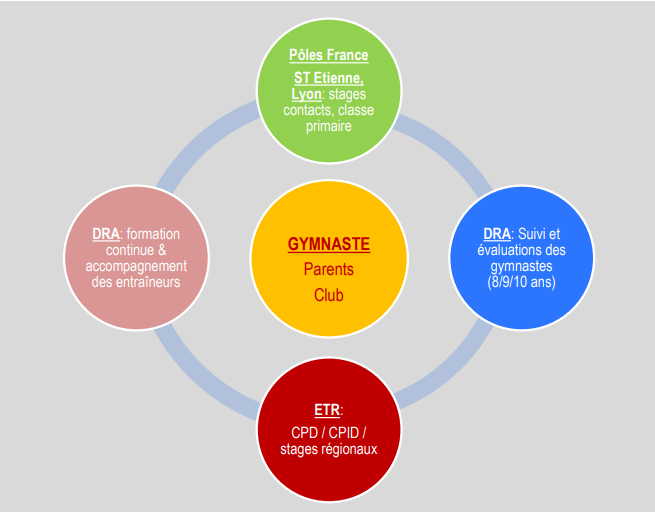 Pôles France
ST Etienne,
Lyon: stages
contacts, classe
primaire
DRA: formation
continue &
accompagnement
des entraîneurs
GYMNASTE
Parents
Club
DRA: Suivi et
évaluations des
gymnastes
(8/9/10 ans)
ETR:
CPD / CPID /
stages régionaux